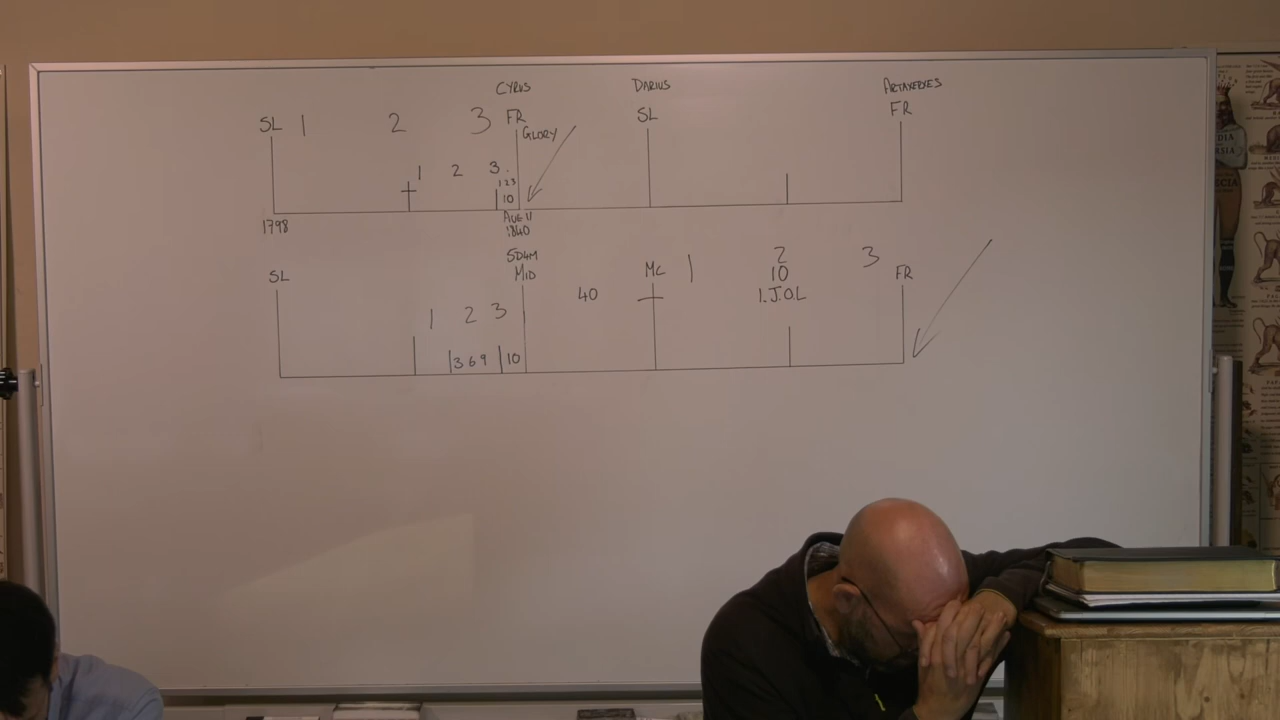 CYRUS DARIUS ARTAXERXES
SL 1 2 3 FR SL FR
GLORY
1 2 3.
123
10
1798 AUG 11
1840
SL SD4M MID MC 1 2 3 FR
10
40 1.J.O.L
1 2 3
369 10